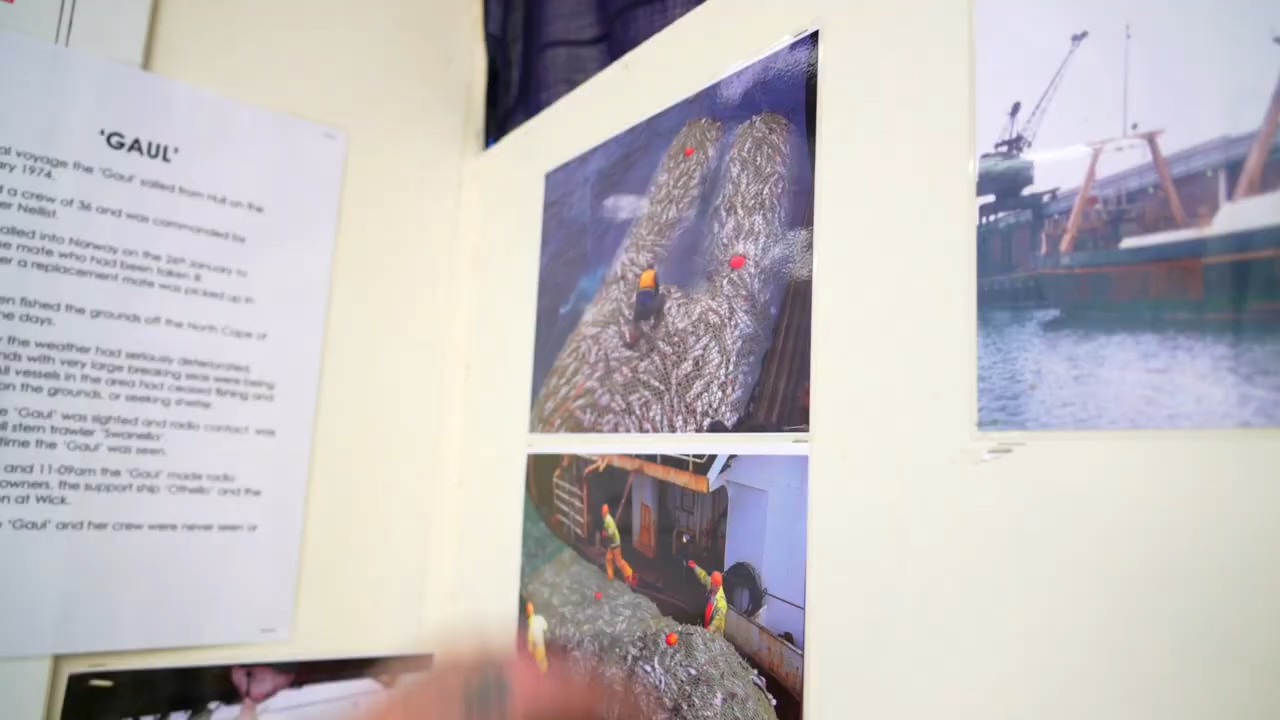 'GAUL'
al voyage the 'Gaul' sailed from Hull on the
ary 1974.
d a crew of 36 and was commanded by
er Nellist.
alled into Norway on the 26th January to
e mate who had been taken ill.
er a replacement mate was picked up in
en fished the grounds off the North Cape of
e days.
the weather had seriously deteriorated,
nds with very large breaking seas were being
All vessels in the area had ceased fishing and
on the grounds, or seeking shelter.
e 'Gaul' was sighted and radio contact was
ll stern trawler 'Swanella'.
time the 'Gaul' was seen.
and 11-09am the 'Gaul' made radio
owners, the support ship 'Othello' and the
n at Wick.
'Gaul' and her crew were never seen or